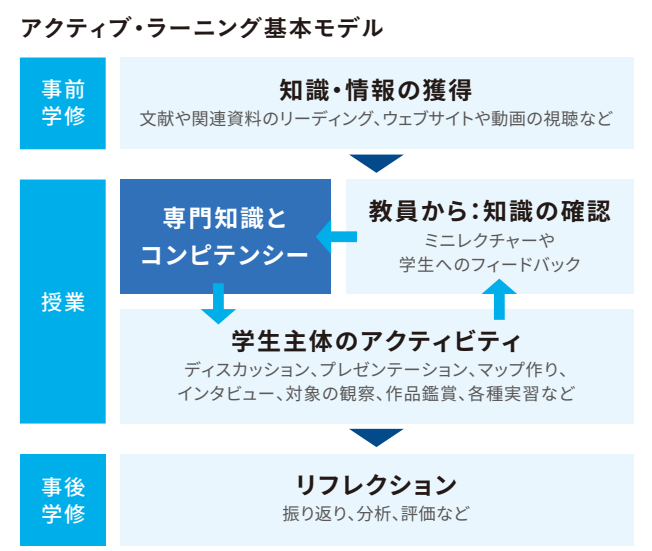 アクティブ・ラーニング基本モデル
事前
学修
知識・情報の獲得
文献や関連資料のリーディング、ウェブサイトや動画の視聴など
授業
専門知識と
コンピテンシー
教員から：知識の確認
ミニレクチャーや
学生へのフィードバック
学生主体のアクティビティ
ディスカッション、プレゼンテーション、マップ作り、
インタビュー、対象の観察、作品鑑賞、各種実習など
事後
学修
リフレクション
振り返り、分析、評価など